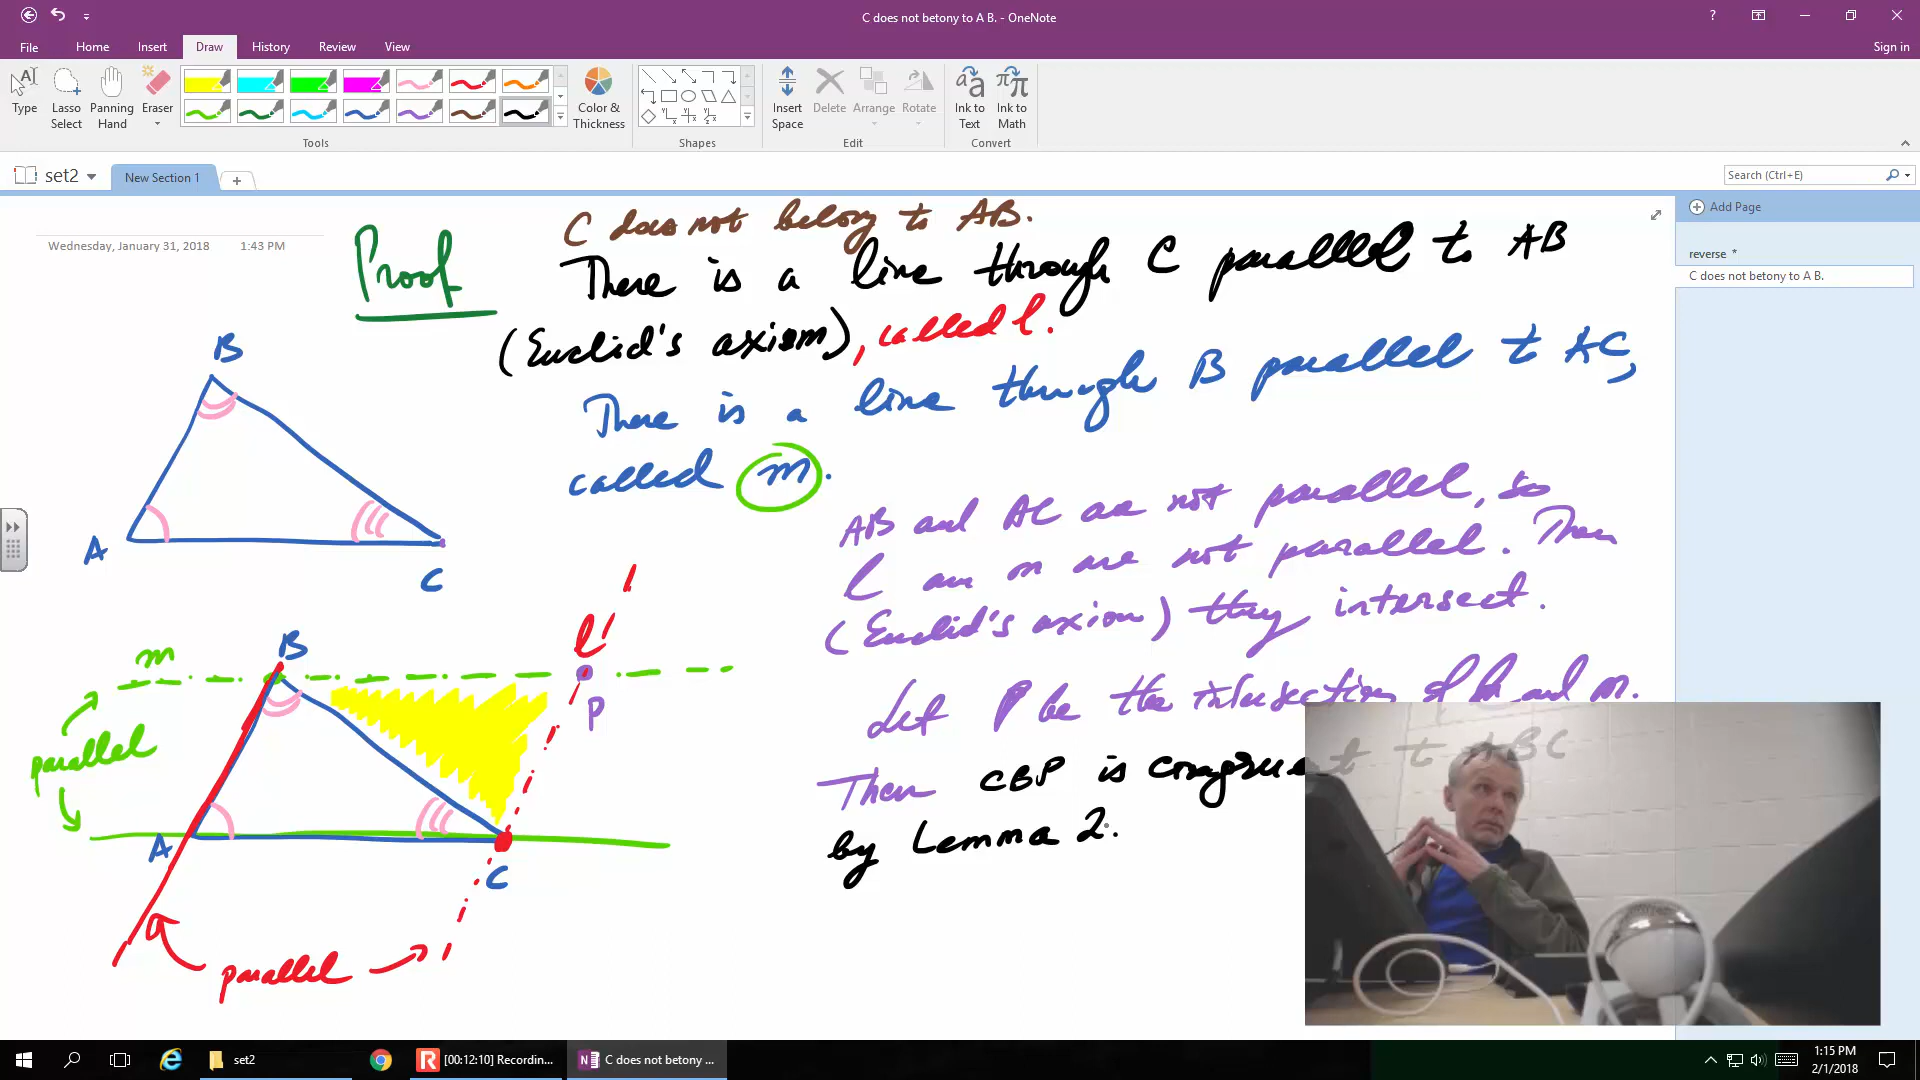 C does not betony to A B. - OneNote
File Home Insert Draw History Review View
Sign in
Type
Lasso Select
Panning Hand
Eraser
Color & Thickness
Insert Space
Delete
Arrange
Rotate
Ink to Text
Ink to Math
Tools
Shapes
Edit
Convert
set2
New Section 1
Search (Ctrl+E)
Add Page
reverse *
C does not betony to A B.
Wednesday, January 31, 2018 1:43 PM
Proof
C does not belong to AB.
There is a line through C parallel to AB
(Euclid's axiom), called l.
There is a line through B parallel to AC,
called m.
AB and AC are not parallel, so
l and m are not parallel. Then
(Euclid's axiom) they intersect.
Let P be the intersection of l and m.
Then CBP is congruent to ABC
by Lemma 2.
B
A
C
m
B
l
P
parallel
A
C
parallel
set2
[00:12:10] Recordin...
C does not betony ...
1:15 PM
2/1/2018